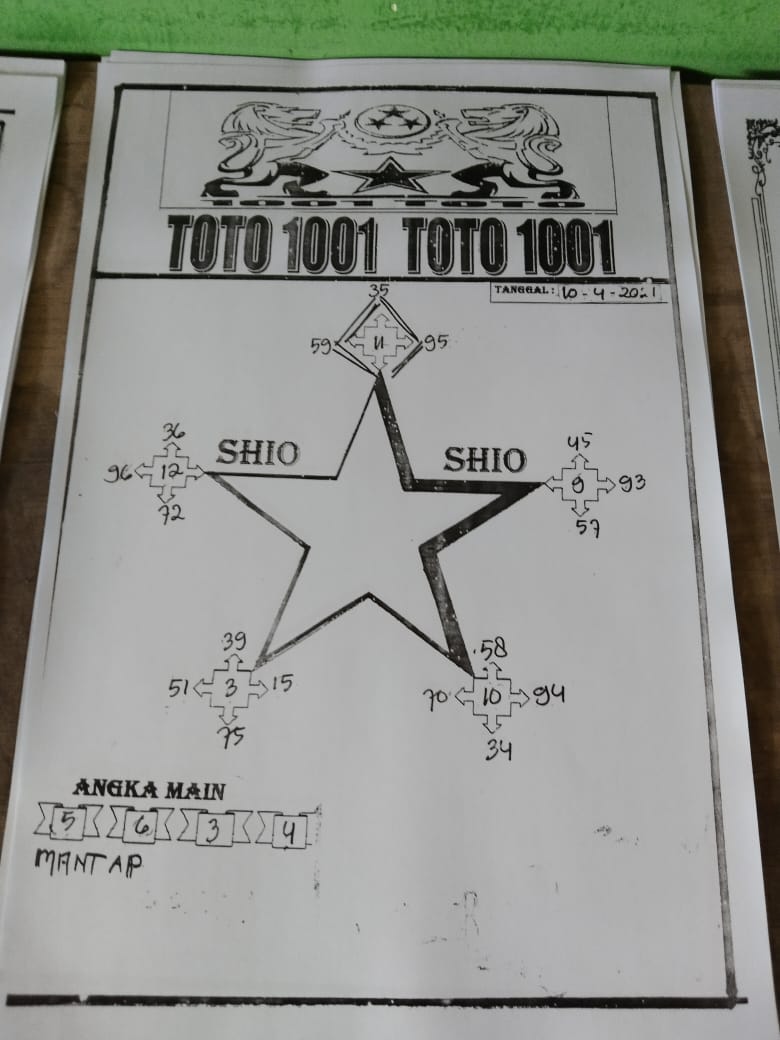 1001 TOTO
TOTO 1001 TOTO 1001
TANGGAL: 10-4-2021
35
59 11 95
SHIO SHIO
36
96 12
72
45
9 93
57
39
51 3 15
75
58
70 10 94
34
ANGKA MAIN
5 6 3 4
MANTAP